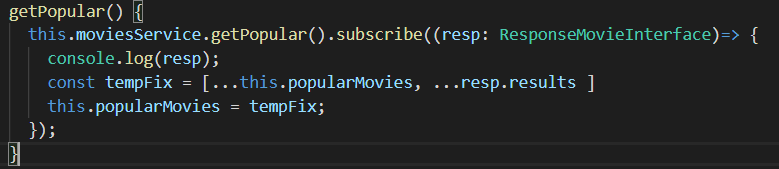 getPopular() {
this.moviesService.getPopular().subscribe((resp: ResponseMovieInterface)=> {
console.log(resp);
const tempFix = [...this.popularMovies, ...resp.results ]
this.popularMovies = tempFix;
});
}